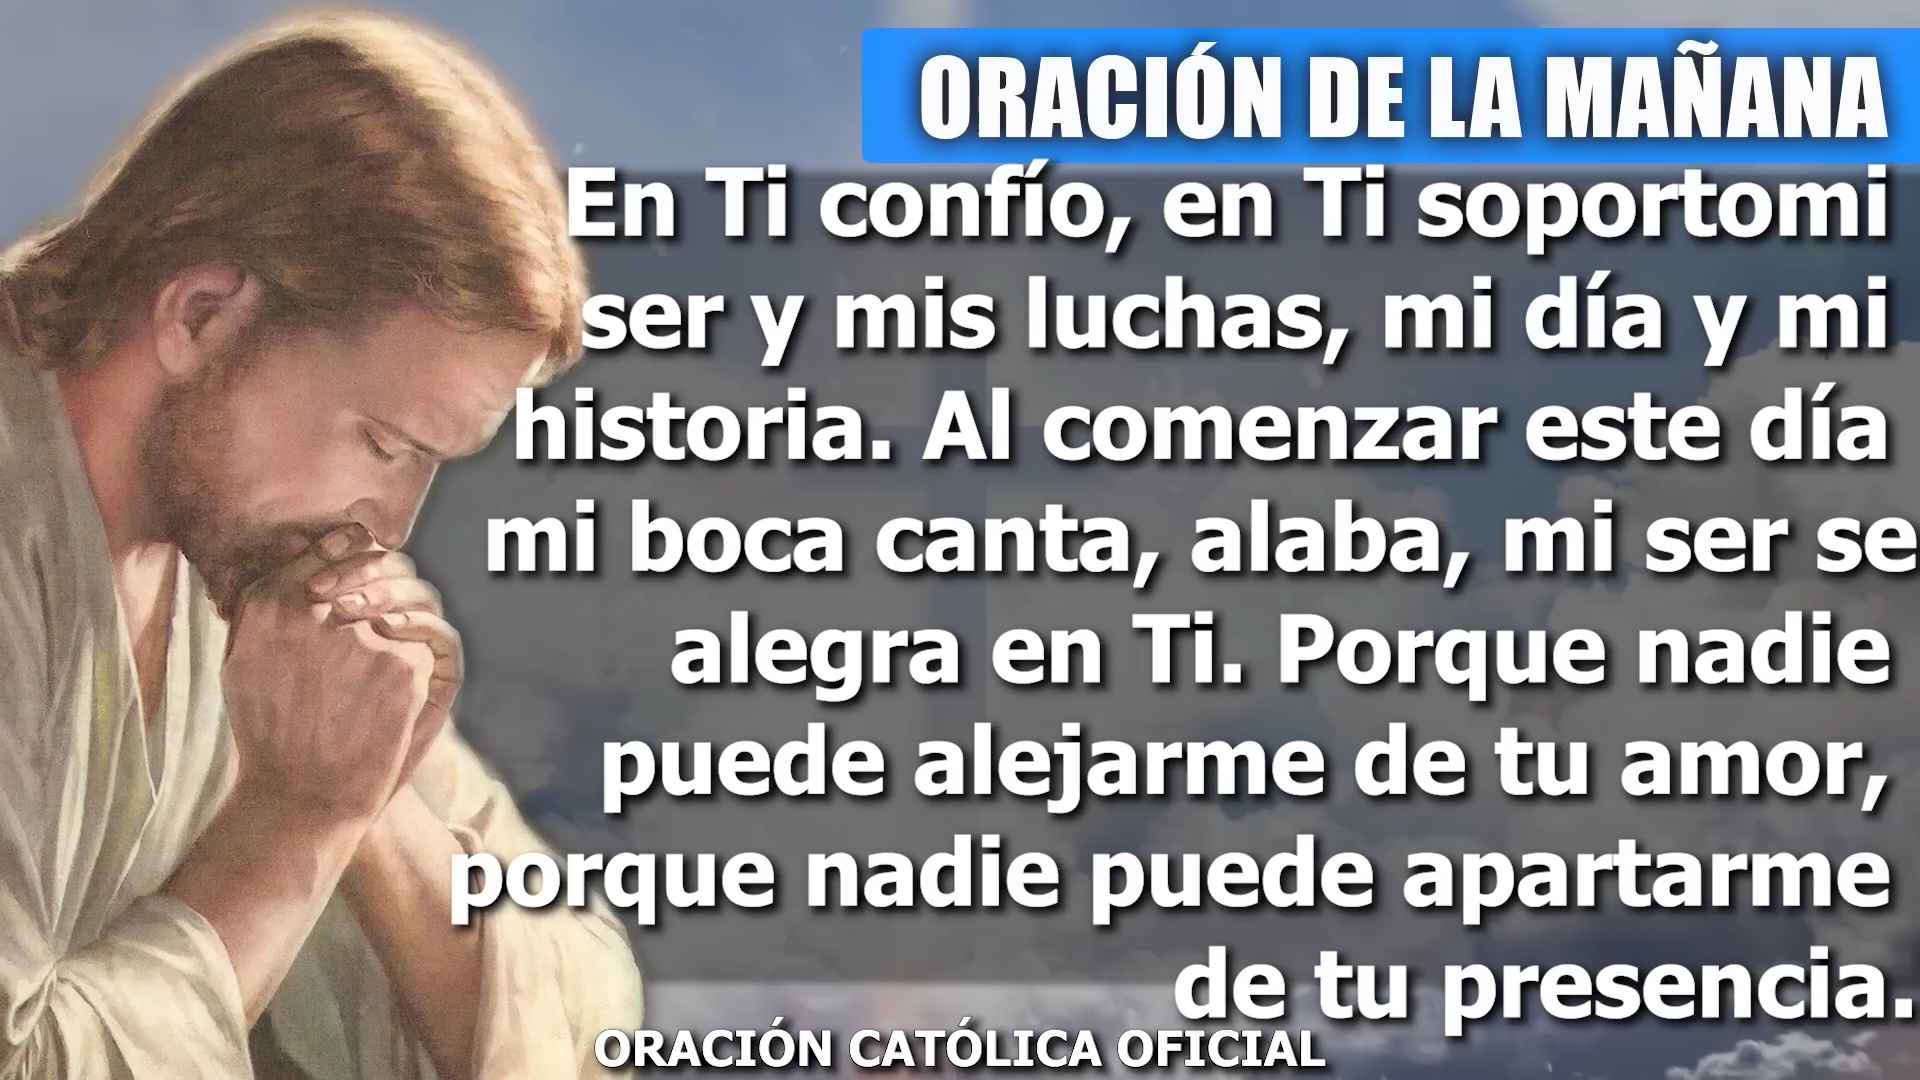 ORACIÓN DE LA MAÑANA
En Ti confío, en Ti soportomi
ser y mis luchas, mi día y mi
historia. Al comenzar este día
mi boca canta, alaba, mi ser se
alegra en Ti. Porque nadie
puede alejarme de tu amor,
porque nadie puede apartarme
de tu presencia.
ORACIÓN CATÓLICA OFICIAL